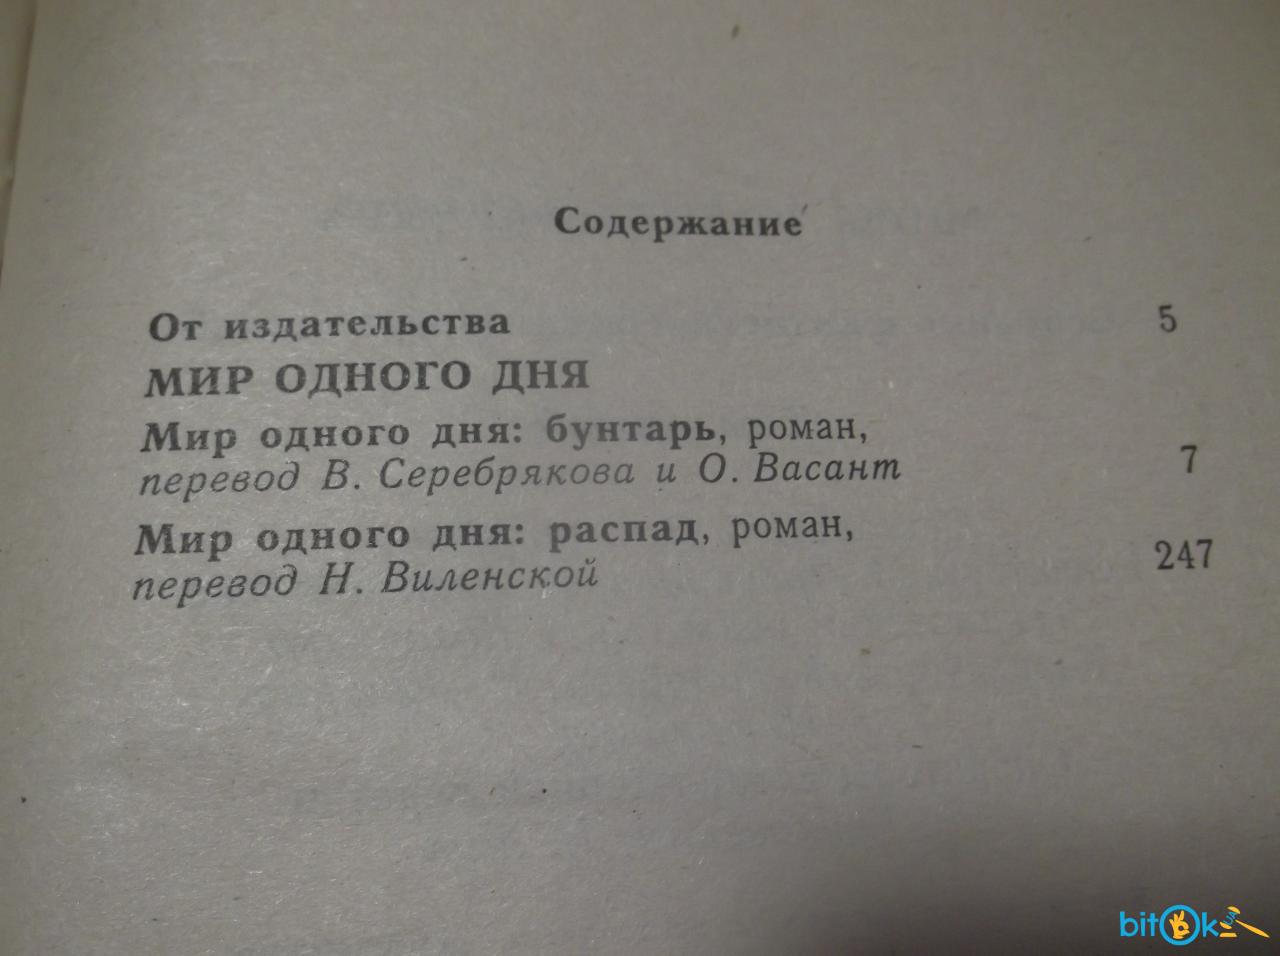 Содержание
От издательства 5
МИР ОДНОГО ДНЯ
Мир одного дня: бунтарь, роман,
перевод В. Серебрякова и О. Васант 7
Мир одного дня: распад, роман,
перевод Н. Виленской 247
bitOk UA